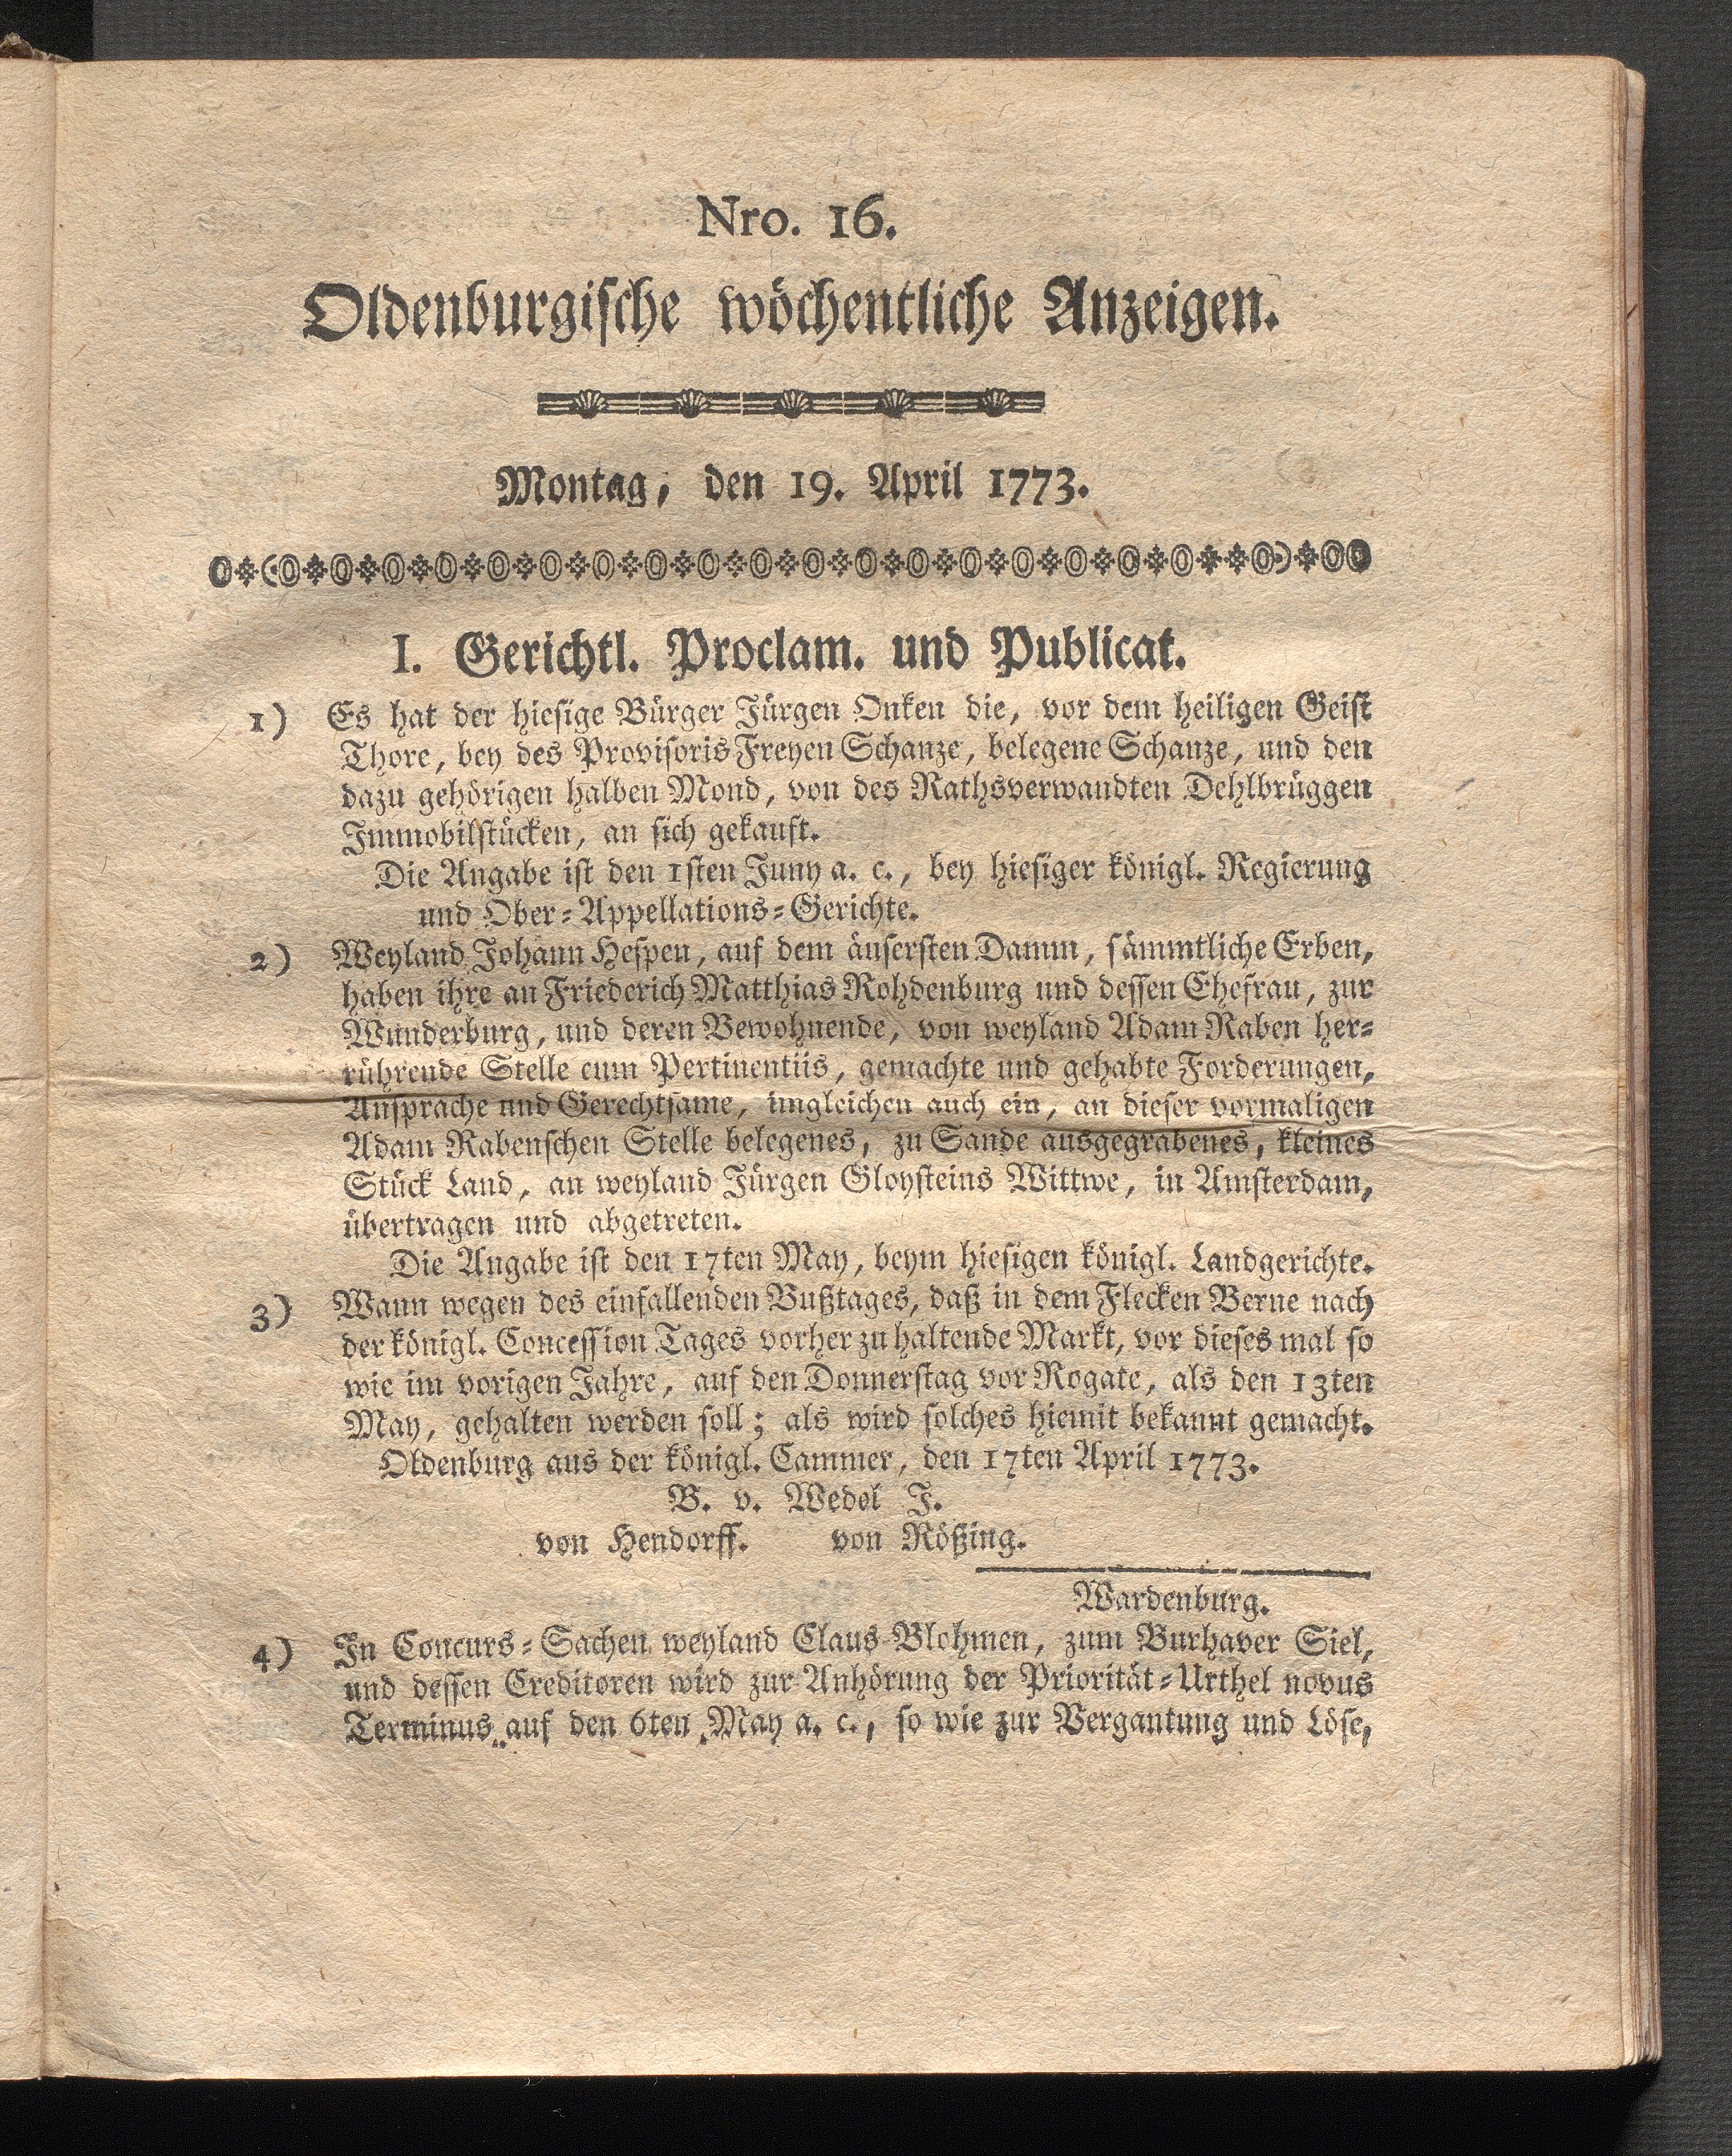 Nro. 16.
Oldenburgische wöchentliche Anzeigen.
Montag, den 19. April 1773.
I. Gerichtl. Proclam. und Publicat.
1) Es hat der hiesige Bürger Jürgen Onken die, vor dem heiligen Geist
Thore, bey des Provisoris Freyen Schanze, belegene Schanze, und den
dazu gehörigen halben Mond, von des Rathsverwandten Dehlbrüggen
Immobilstücken, an sich gekauft.
Die Angabe ist den 1sten Juny a. c., bey hiesiger königl. Regierung
und Ober-Appellations-Gerichte.
2) Weyland Johann Hespen, auf dem äusersten Damm, sämmtliche Erben,
haben ihre an Friederich Matthias Rohdenburg und dessen Ehefrau, zur
Wunderburg, und deren Bewohnende, von weyland Adam Raben her-
rührende Stelle cum Pertinentiis, gemachte und gehabte Forderungen,
Ansprache und Gerechtsame, imgleichen auch ein, an dieser vormaligen
Adam Rabenschen Stelle belegenes, zu Sande ausgegrabenes, kleines
Stück Land, an weyland Jürgen Gloysteins Wittwe, in Amsterdam,
übertragen und abgetreten.
Die Angabe ist den 17ten May, beym hiesigen königl. Landgerichte.
3) Wann wegen des einfallenden Bußtages, daß in dem Flecken Berne nach
der königl. Concession Tages vorher zu haltende Markt, vor dieses mal so
wie im vorigen Jahre, auf den Donnerstag vor Rogate, als den 13ten
May, gehalten werden soll; als wird solches hiemit bekannt gemacht.
Oldenburg aus der königl. Cammer, den 17ten April 1773.
B. v. Wedel J.
von Hendorff. von Rößing.
Wardenburg.
4) In Concurs-Sachen weyland Claus Blohmen, zum Burhaver Siel,
und dessen Creditoren wird zur Anhörung der Priorität-Urthel novus
Terminus auf den 6ten May a. c., so wie zur Vergantung und Löse,